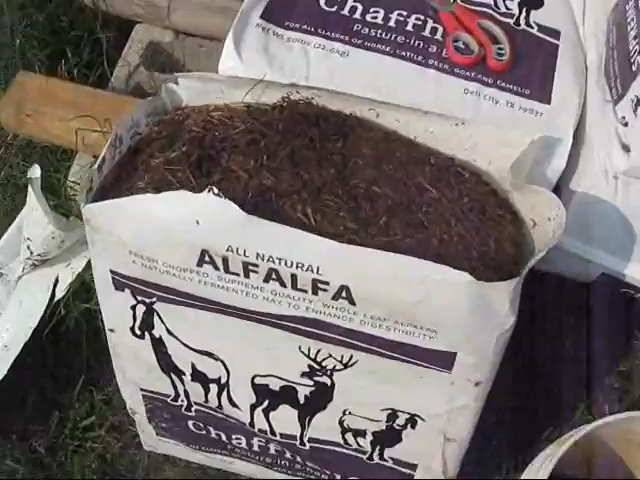 Chaffh
Pasture-in-a-B
FOR ALL CLASSES OF HORSE, CATTLE, DEER, GOAT AND CAMELID
Net Wt. 50lbs (22.6kg)
Dell City, TX 79837
ALL NATURAL
ALFALFA
FRESH CHOPPED, SUPREME-QUALITY, WHOLE LEAF ALFALFA
A NATURALLY FERMENTED HAY TO ENHANCE DIGESTIBILITY.
Chaffh